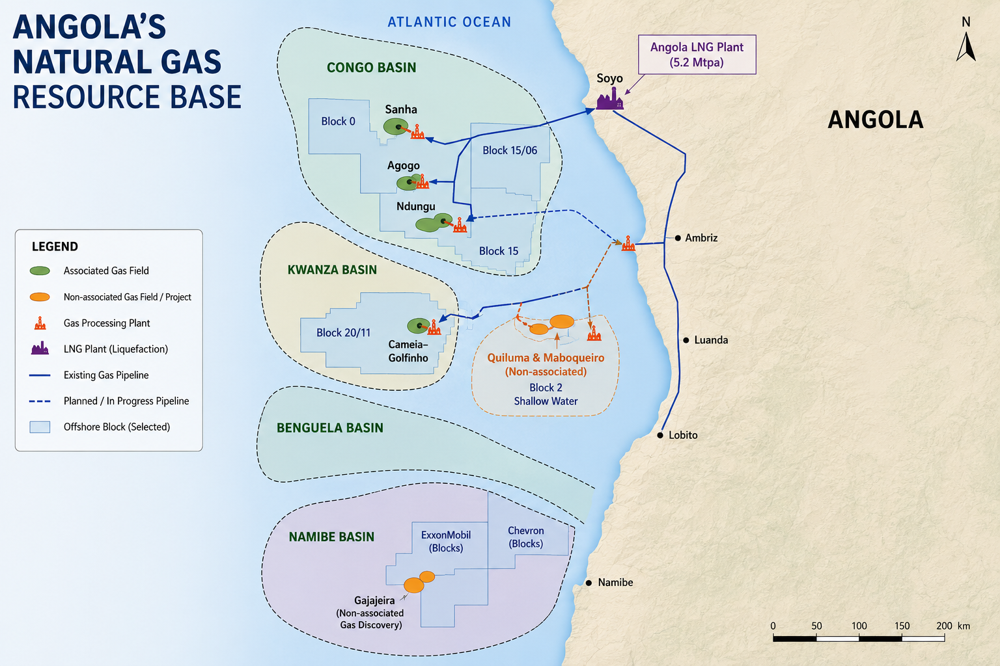 ANGOLA'S
NATURAL GAS
RESOURCE BASE
ATLANTIC OCEAN
N
Angola LNG Plant
(5.2 Mtpa)
Soyo
ANGOLA
CONGO BASIN
Sanha
Block 0
Block 15/06
Agogo
Ndungu
Block 15
Ambriz
LEGEND
Associated Gas Field
Non-associated Gas Field / Project
Gas Processing Plant
LNG Plant (Liquefaction)
Existing Gas Pipeline
Planned / In Progress Pipeline
Offshore Block (Selected)
KWANZA BASIN
Block 20/11
Cameia–
Golfinho
Quiluma & Maboqueiro
(Non-associated)
Block 2
Shallow Water
Luanda
Lobito
BENGUELA BASIN
NAMIBE BASIN
ExxonMobil
(Blocks)
Chevron
(Blocks)
Gajajeira
(Non-associated
Gas Discovery)
Namibe
0 50 100 150 200 km